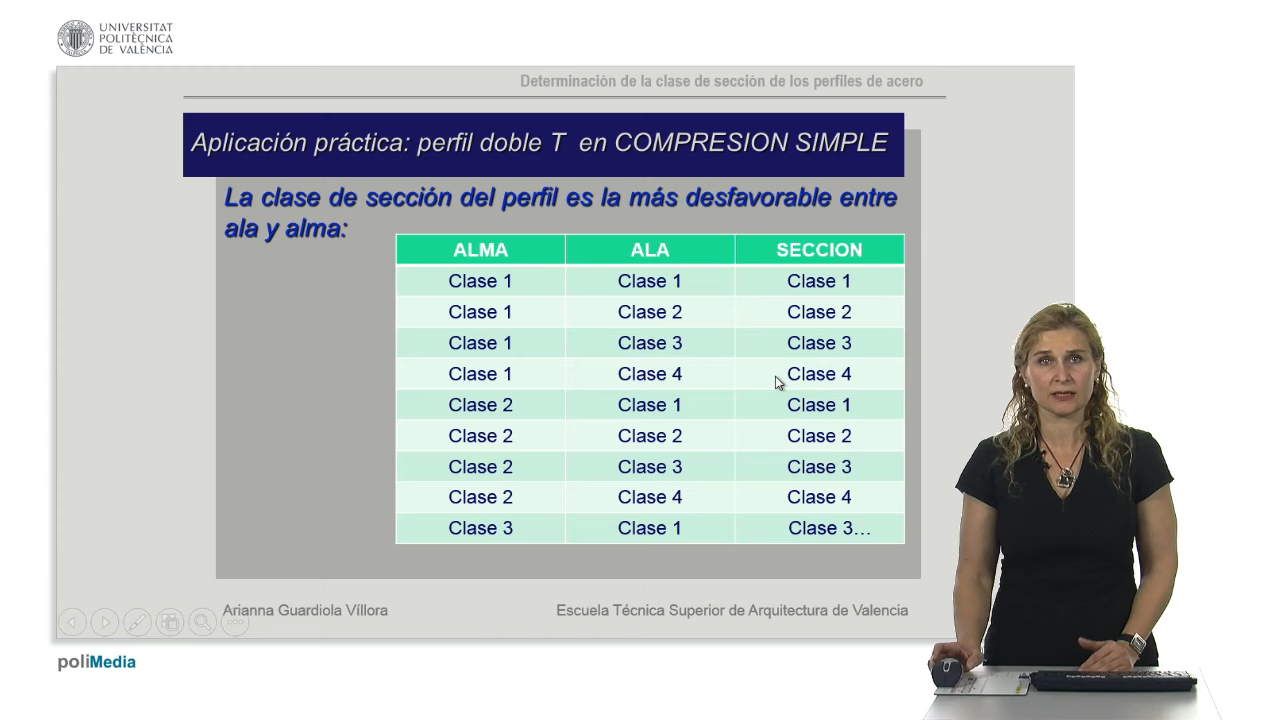 UNIVERSITAT
POLITÈCNICA
DE VALÈNCIA
Determinación de la clase de sección de los perfiles de acero
Aplicación práctica: perfil doble T en COMPRESION SIMPLE
La clase de sección del perfil es la más desfavorable entre
ala y alma:
ALMA ALA SECCION
Clase 1 Clase 1 Clase 1
Clase 1 Clase 2 Clase 2
Clase 1 Clase 3 Clase 3
Clase 1 Clase 4 Clase 4
Clase 2 Clase 1 Clase 1
Clase 2 Clase 2 Clase 2
Clase 2 Clase 3 Clase 3
Clase 2 Clase 4 Clase 4
Clase 3 Clase 1 Clase 3...
Arianna Guardiola Víllora Escuela Técnica Superior de Arquitectura de Valencia
poliMedia